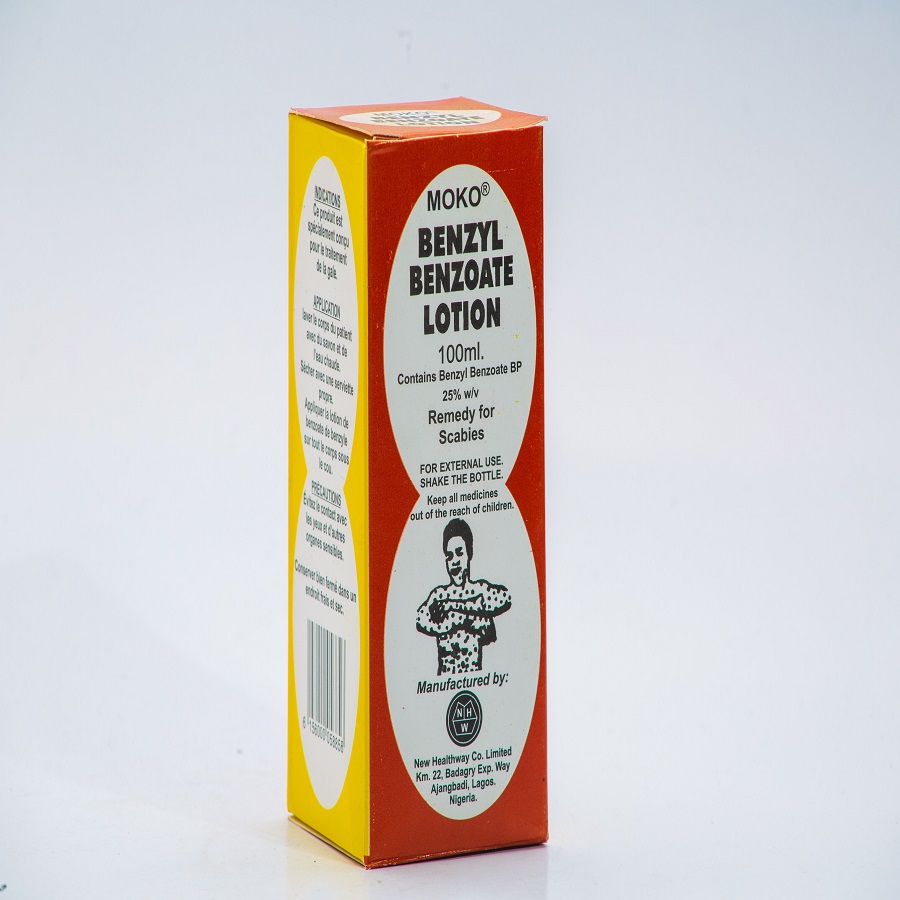 MOKO®
BENZYL
BENZOATE
LOTION
INDICATIONS
Ce produit est
spécialement conçu
pour le traitement
de la gale.
APPLICATION
laver le corps du patient
avec du savon et de
l'eau chaude.
Sécher avec une serviette
propre.
Appliquer la lotion de
benzoate de benzyle
sur tout le corps sous
le cou.
PRÉCAUTIONS
Évitez le contact avec
les yeux et d'autres
organes sensibles.
Conserver bien fermé dans un
endroit frais et sec.
MOKO®
BENZYL
BENZOATE
LOTION
100ml.
Contains Benzyl Benzoate BP
25% w/v
Remedy for
Scabies
FOR EXTERNAL USE.
SHAKE THE BOTTLE.
Keep all medicines
out of the reach of children.
Manufactured by:
N H
W
New Healthway Co. Limited
Km. 22, Badagry Exp. Way
Ajangbadi, Lagos.
Nigeria.